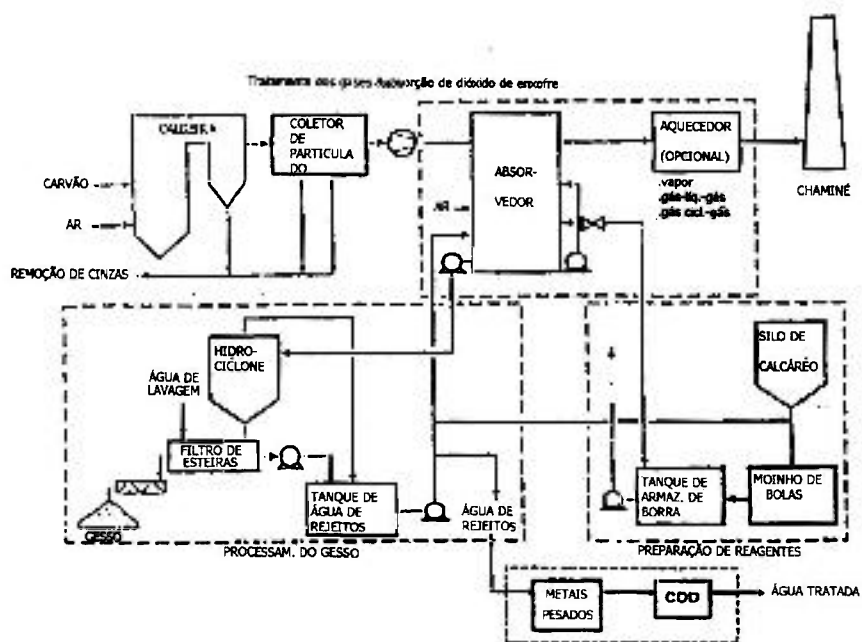 Tratamento dos gases-Absorção de dióxido de enxofre
CALDEIRA
COLETOR
DE
PARTICULA
DO
AQUECEDOR
(OPCIONAL)
.vapor
.gás-liq.-gás
.gás cicl.-gás
CHAMINÉ
CARVÃO
AR
ABSOR-
VEDOR
AR
REMOÇÃO DE CINZAS
HIDRO-
CICLONE
SILO DE
CALCÁREO
ÁGUA DE
LAVAGEM
FILTRO DE
ESTEIRAS
GESSO
TANQUE DE
ÁGUA DE
REJEITOS
ÁGUA DE
REJEITOS
TANQUE DE
ARMAZ. DE
BORRA
MOINHO DE
BOLAS
PROCESSAM. DO GESSO
PREPARAÇÃO DE REAGENTES
METAIS
PESADOS
COD
ÁGUA TRATADA